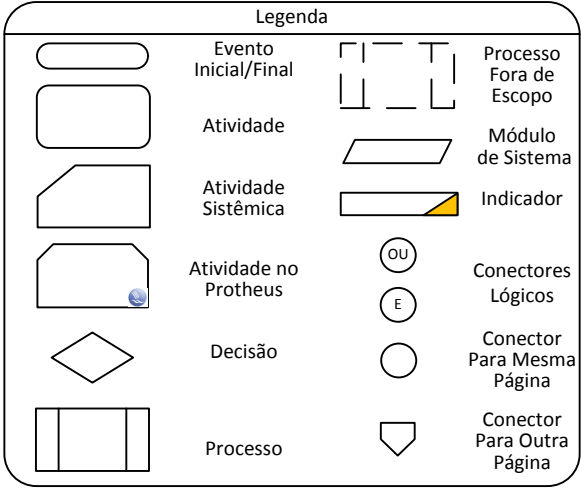 Legenda
Evento
Inicial/Final
Atividade
Atividade
Sistêmica
Atividade no
Protheus
Decisão
Processo
Processo
Fora de
Escopo
Módulo
de Sistema
Indicador
OU
E
Conectores
Lógicos
Conector
Para Mesma
Página
Conector
Para Outra
Página